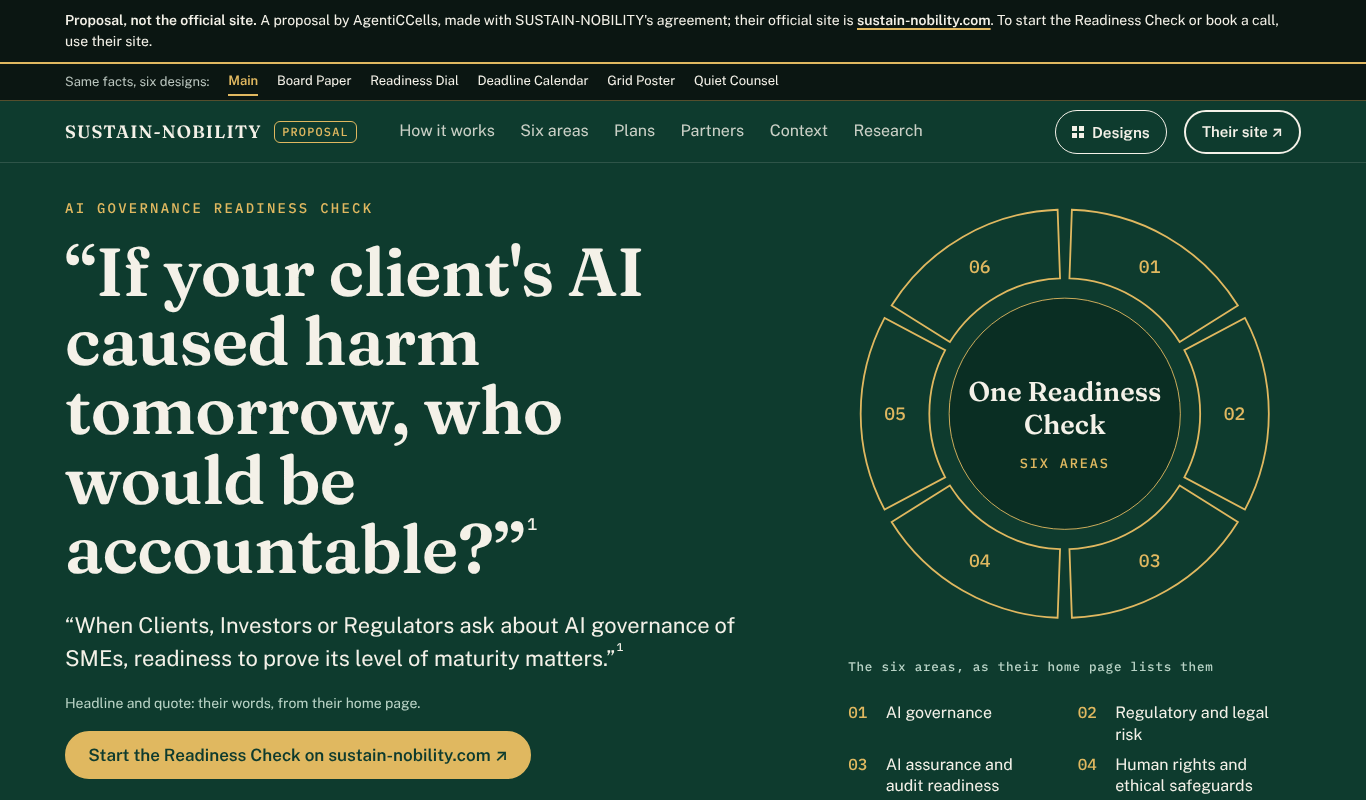 Proposal, not the official site. A proposal by AgentiCCells, made with SUSTAIN-NOBILITY's agreement; their official site is sustain-nobility.com. To start the Readiness Check or book a call,
use their site.
Same facts, six designs: Main Board Paper Readiness Dial Deadline Calendar Grid Poster Quiet Counsel
SUSTAIN-NOBILITY PROPOSAL How it works Six areas Plans Partners Context Research Designs Their site ↗
AI GOVERNANCE READINESS CHECK
“If your client's AI
caused harm
tomorrow, who
would be
accountable?”1
“When Clients, Investors or Regulators ask about AI governance of
SMEs, readiness to prove its level of maturity matters.”1
Headline and quote: their words, from their home page.
Start the Readiness Check on sustain-nobility.com ↗
06
01
05
02
04
03
One Readiness
Check
SIX AREAS
The six areas, as their home page lists them
01 AI governance
02 Regulatory and legal
risk
03 AI assurance and
audit readiness
04 Human rights and
ethical safeguards